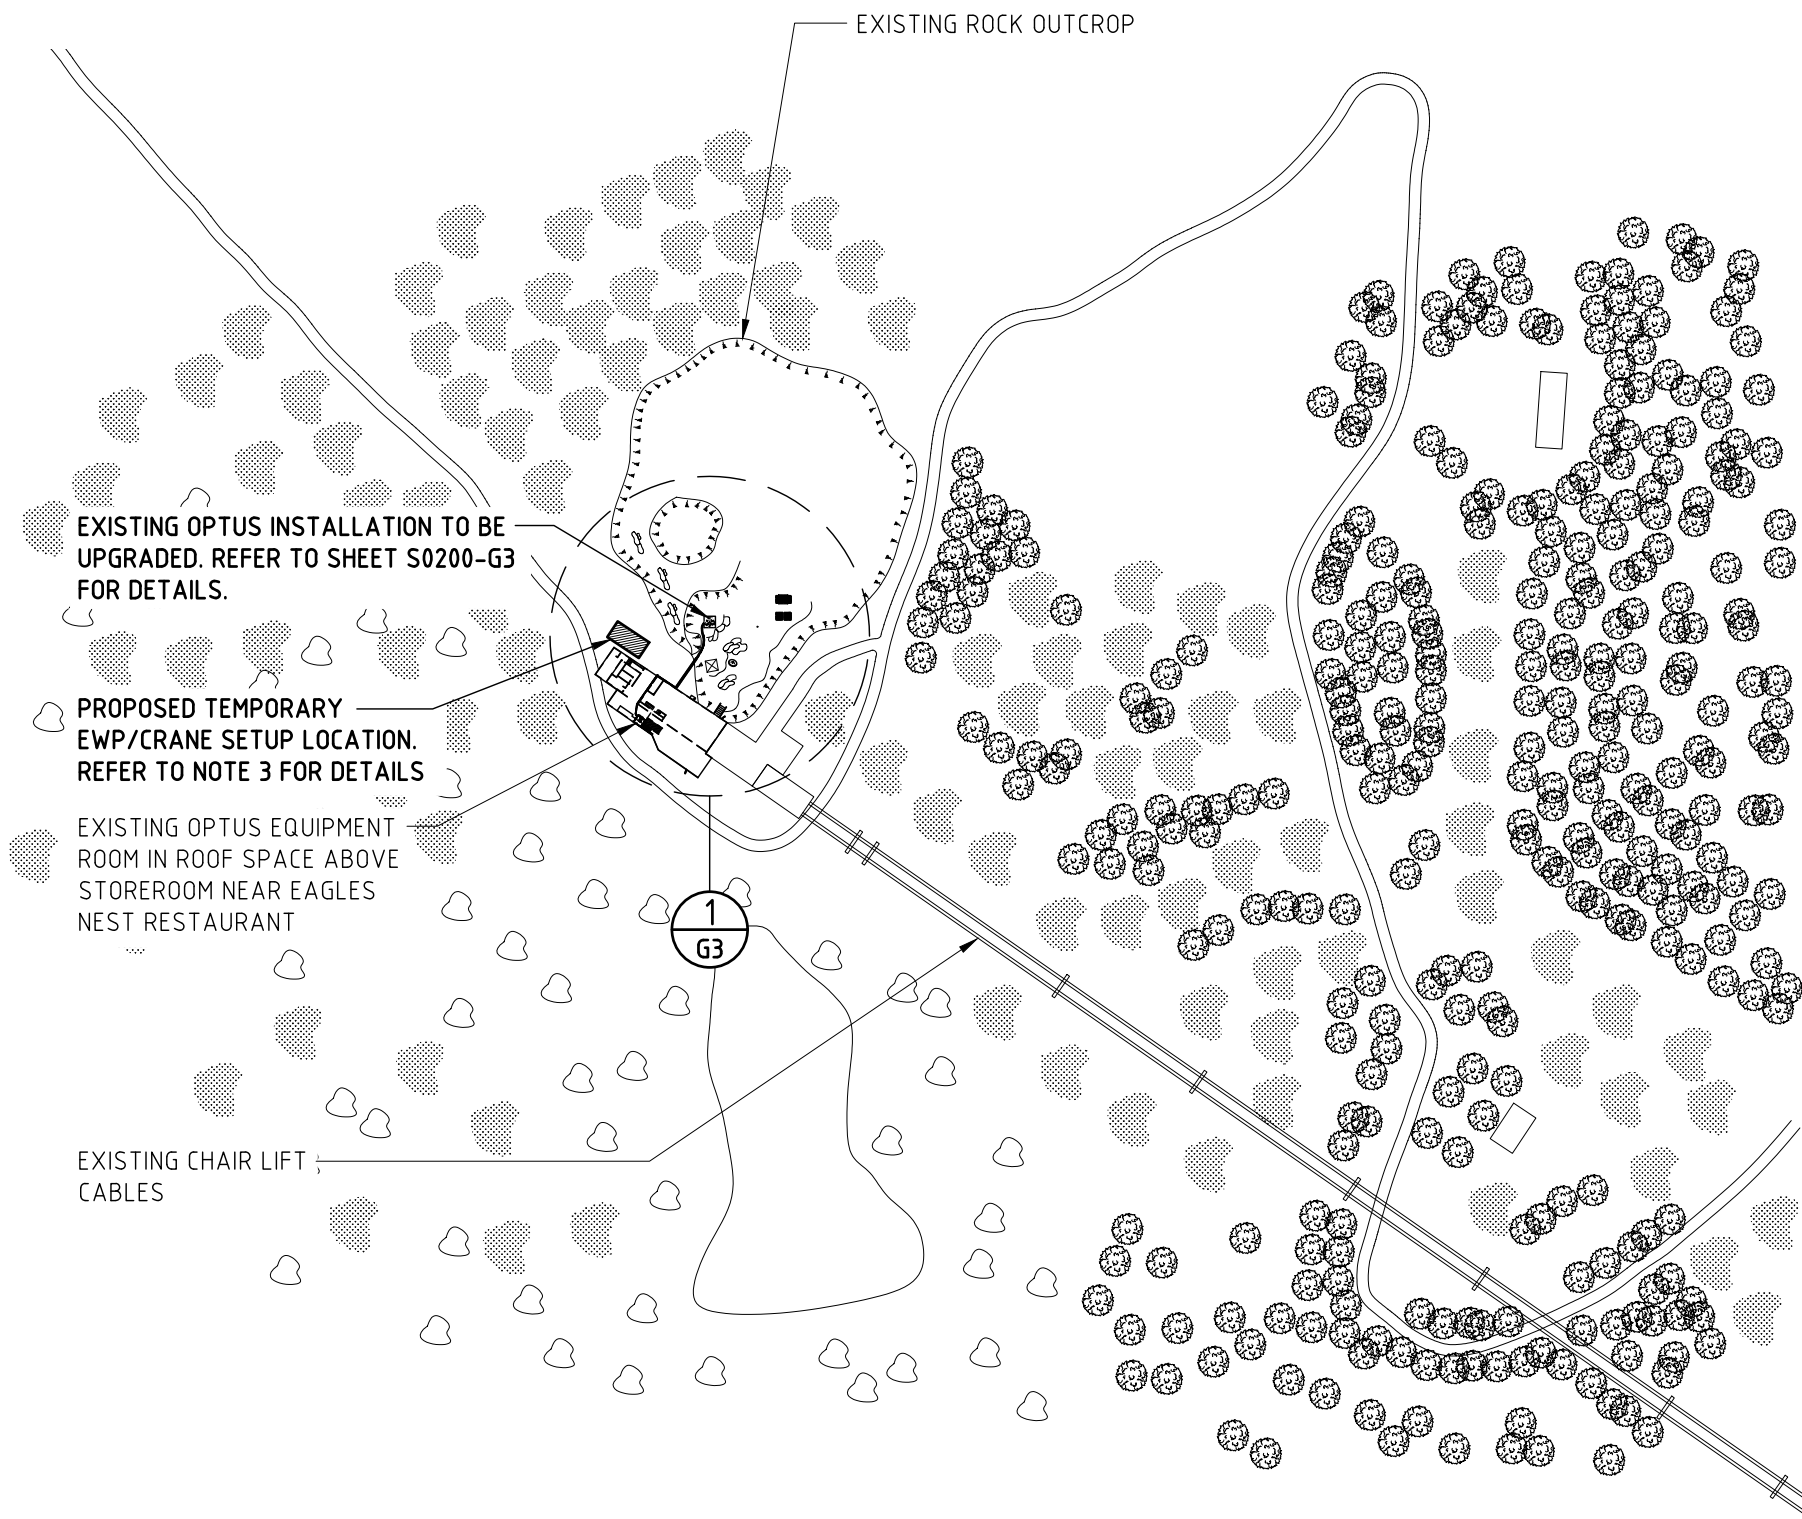 EXISTING ROCK OUTCROP
EXISTING OPTUS INSTALLATION TO BE
UPGRADED. REFER TO SHEET S0200-G3
FOR DETAILS.
PROPOSED TEMPORARY
EWP/CRANE SETUP LOCATION.
REFER TO NOTE 3 FOR DETAILS
EXISTING OPTUS EQUIPMENT
ROOM IN ROOF SPACE ABOVE
STOREROOM NEAR EAGLES
NEST RESTAURANT
1
G3
EXISTING CHAIR LIFT
CABLES